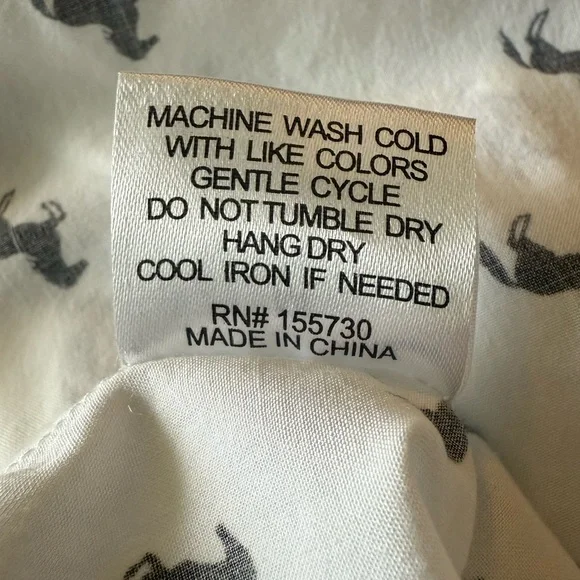 MACHINE WASH COLD
WITH LIKE COLORS
GENTLE CYCLE
DO NOT TUMBLE DRY
HANG DRY
COOL IRON IF NEEDED
RN# 155730
MADE IN CHINA